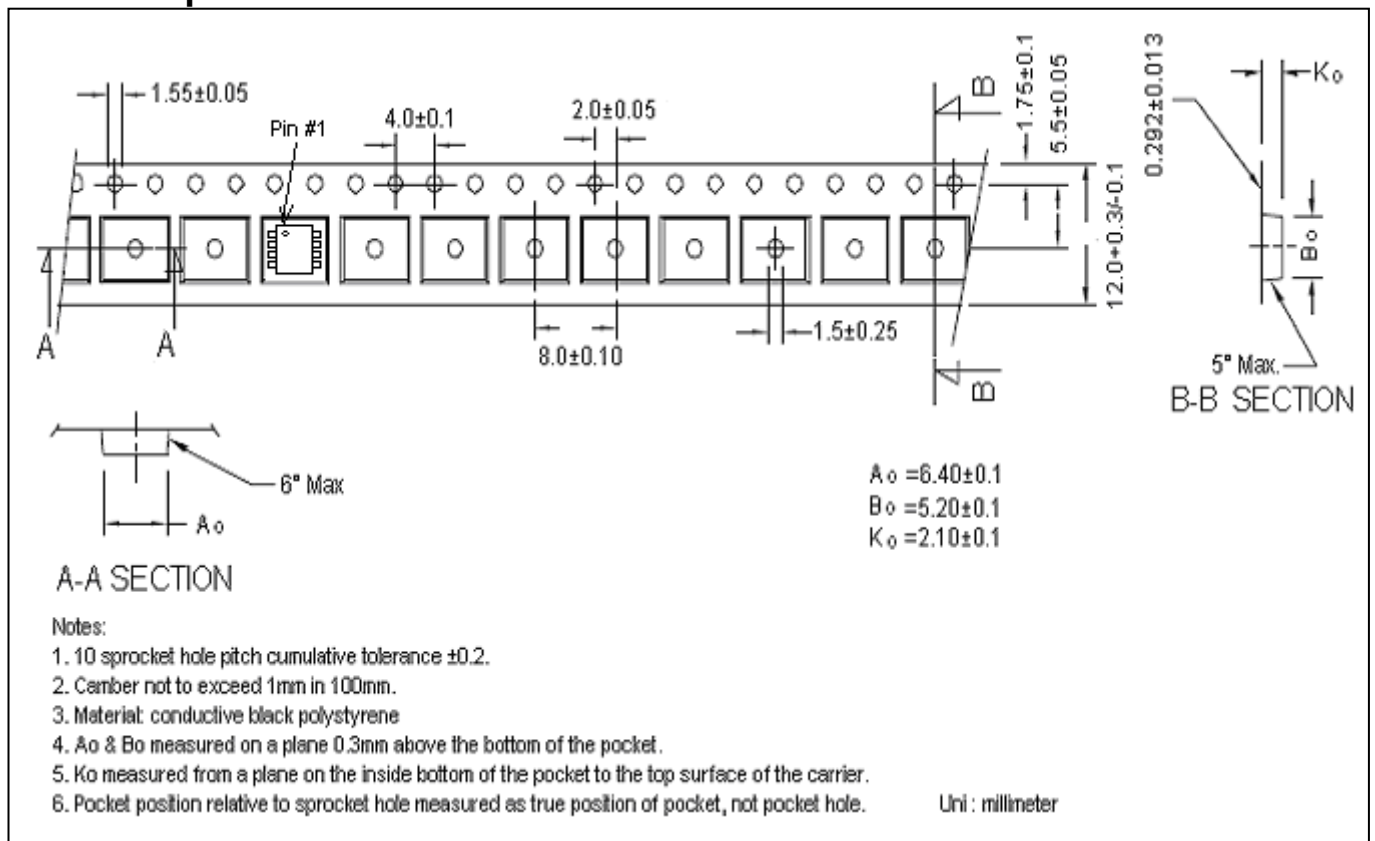 1.55±0.05
Pin #1
4.0±0.1
2.0±0.05
B
1.75±0.1
5.5±0.05
0.292±0.013
Ko
12.0+0.3/-0.1
Bo
A
A
8.0±0.10
1.5±0.25
B
5° Max.
B-B SECTION
6° Max
Ao
A-A SECTION
Ao =6.40±0.1
Bo =5.20±0.1
Ko =2.10±0.1
Notes:
1. 10 sprocket hole pitch cumulative tolerance ±0.2.
2. Camber not to exceed 1mm in 100mm.
3. Material: conductive black polystyrene
4. Ao & Bo measured on a plane 0.3mm above the bottom of the pocket.
5. Ko measured from a plane on the inside bottom of the pocket to the top surface of the carrier.
6. Pocket position relative to sprocket hole measured as true position of pocket, not pocket hole.
Uni : millimeter